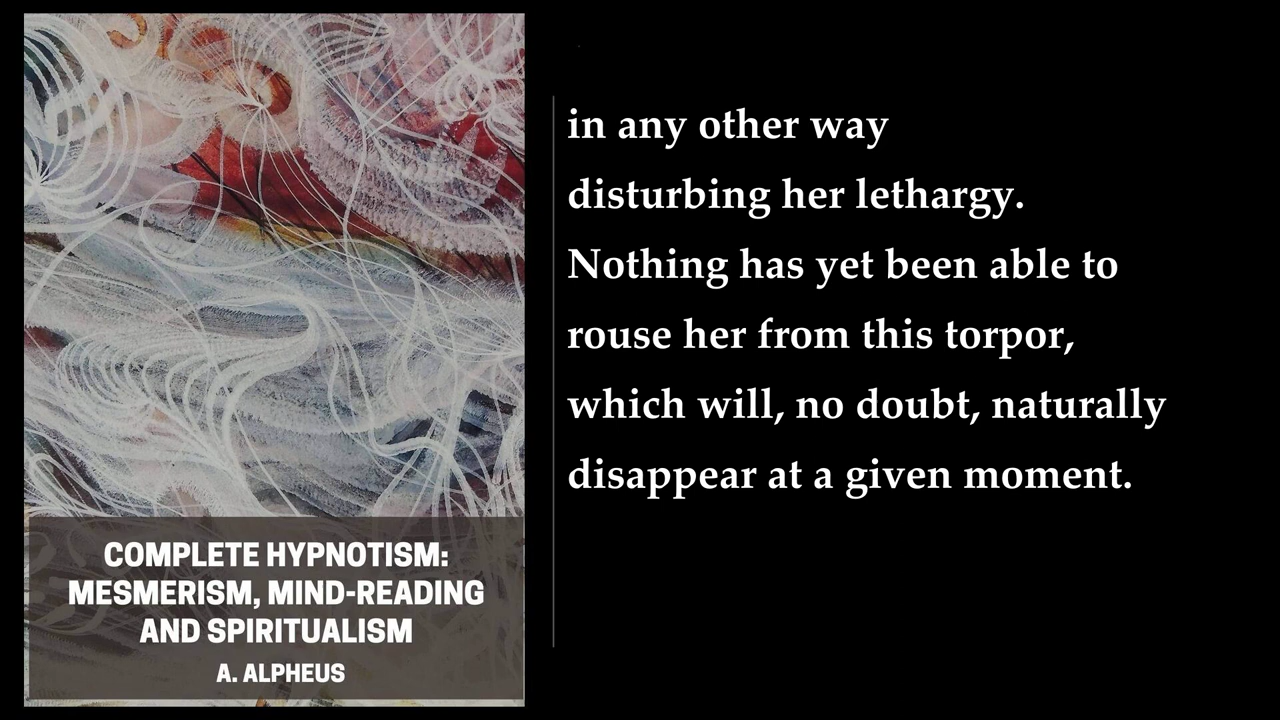 in any other way
disturbing her lethargy.
Nothing has yet been able to
rouse her from this torpor,
which will, no doubt, naturally
disappear at a given moment.
COMPLETE HYPNOTISM:
MESMERISM, MIND-READING
AND SPIRITUALISM
A. ALPHEUS